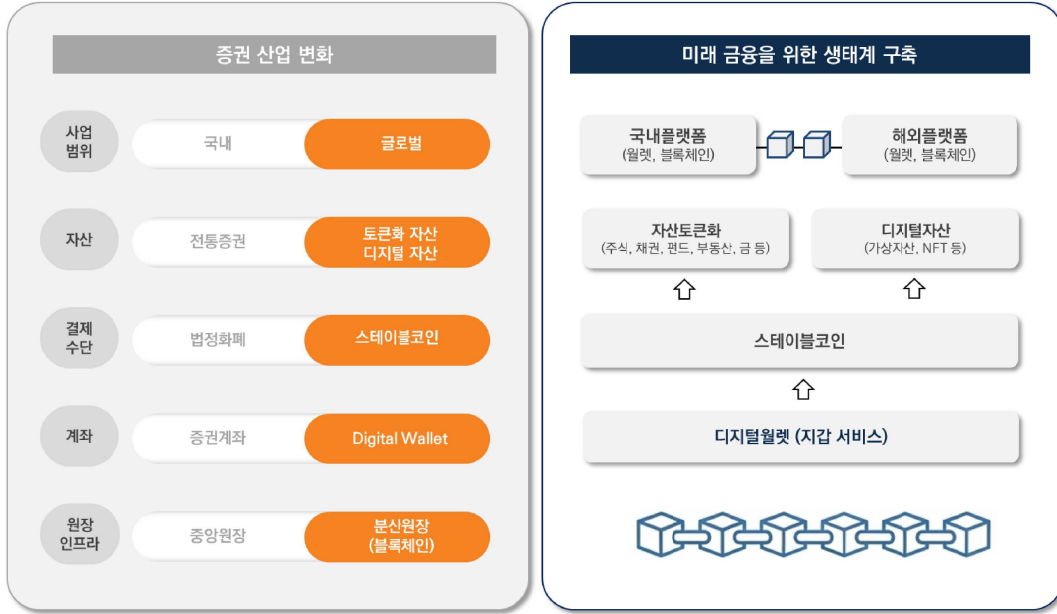 증권 산업 변화
사업
범위
국내
글로벌
자산
전통증권
토큰화 자산
디지털 자산
결제
수단
법정화폐
스테이블코인
계좌
증권계좌
Digital Wallet
원장
인프라
중앙원장
분신원장
(블록체인)
미래 금융을 위한 생태계 구축
국내플랫폼
(월렛, 블록체인)
해외플랫폼
(월렛, 블록체인)
자산토큰화
(주식, 채권, 펀드, 부동산, 금 등)
디지털자산
(가상자산, NFT 등)
스테이블코인
디지털월렛 (지갑 서비스)